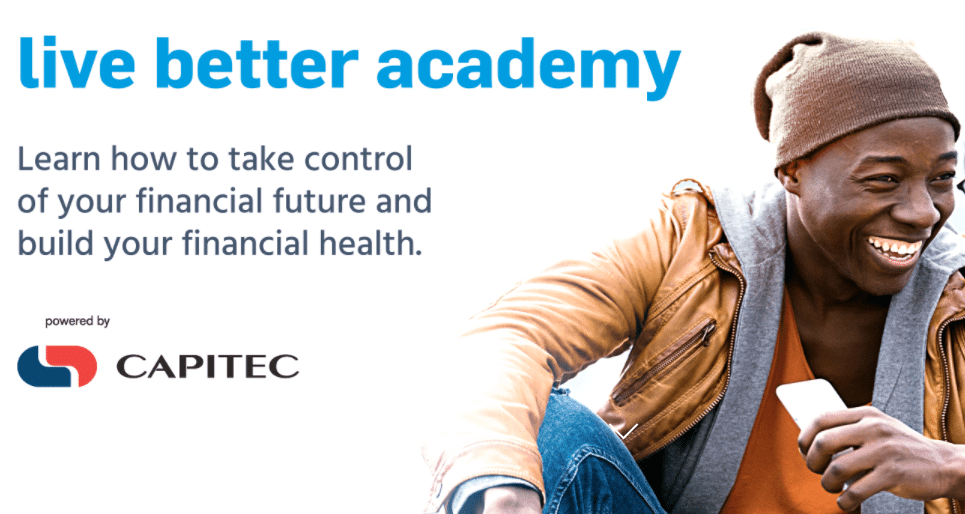 live better academy
Learn how to take control
of your financial future and
build your financial health.
powered by
CAPITEC